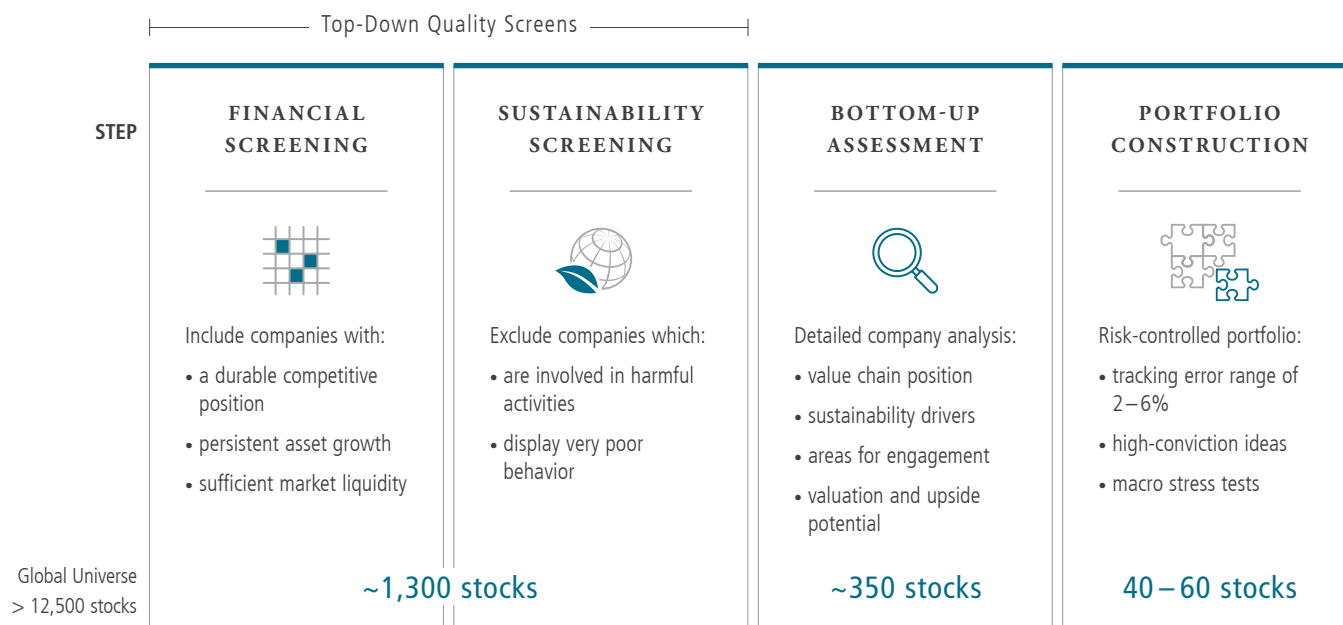 Top-Down Quality Screens
STEP
FINANCIAL
SCREENING
Include companies with:
• a durable competitive
position
• persistent asset growth
• sufficient market liquidity
SUSTAINABILITY
SCREENING
Exclude companies which:
• are involved in harmful
activities
• display very poor
behavior
BOTTOM-UP
ASSESSMENT
Detailed company analysis:
• value chain position
• sustainability drivers
• areas for engagement
• valuation and upside
potential
PORTFOLIO
CONSTRUCTION
Risk-controlled portfolio:
• tracking error range of
2–6%
• high-conviction ideas
• macro stress tests
Global Universe
> 12,500 stocks
~1,300 stocks
~350 stocks
40–60 stocks